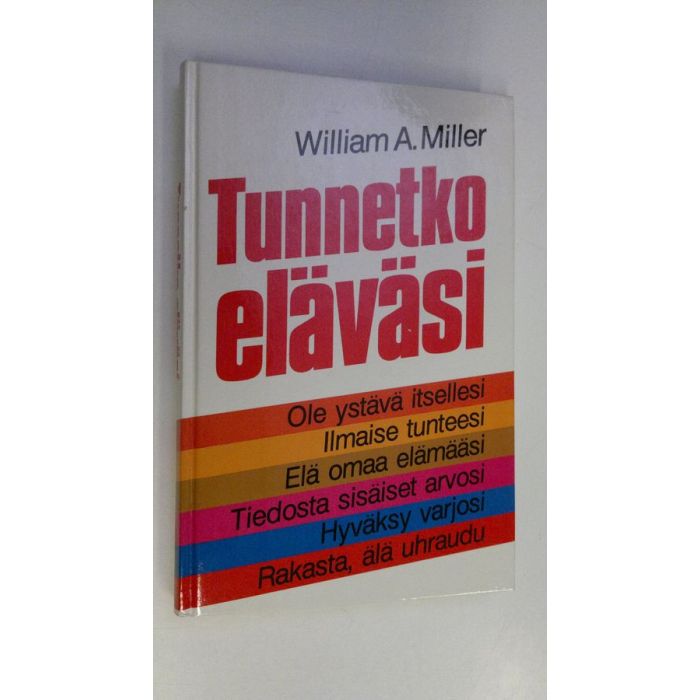 William A. Miller
Tunnetko
eläväsi
Ole ystävä itsellesi
Ilmaise tunteesi
Elä omaa elämääsi
Tiedosta sisäiset arvosi
Hyväksy varjosi
Rakasta, älä uhraudu